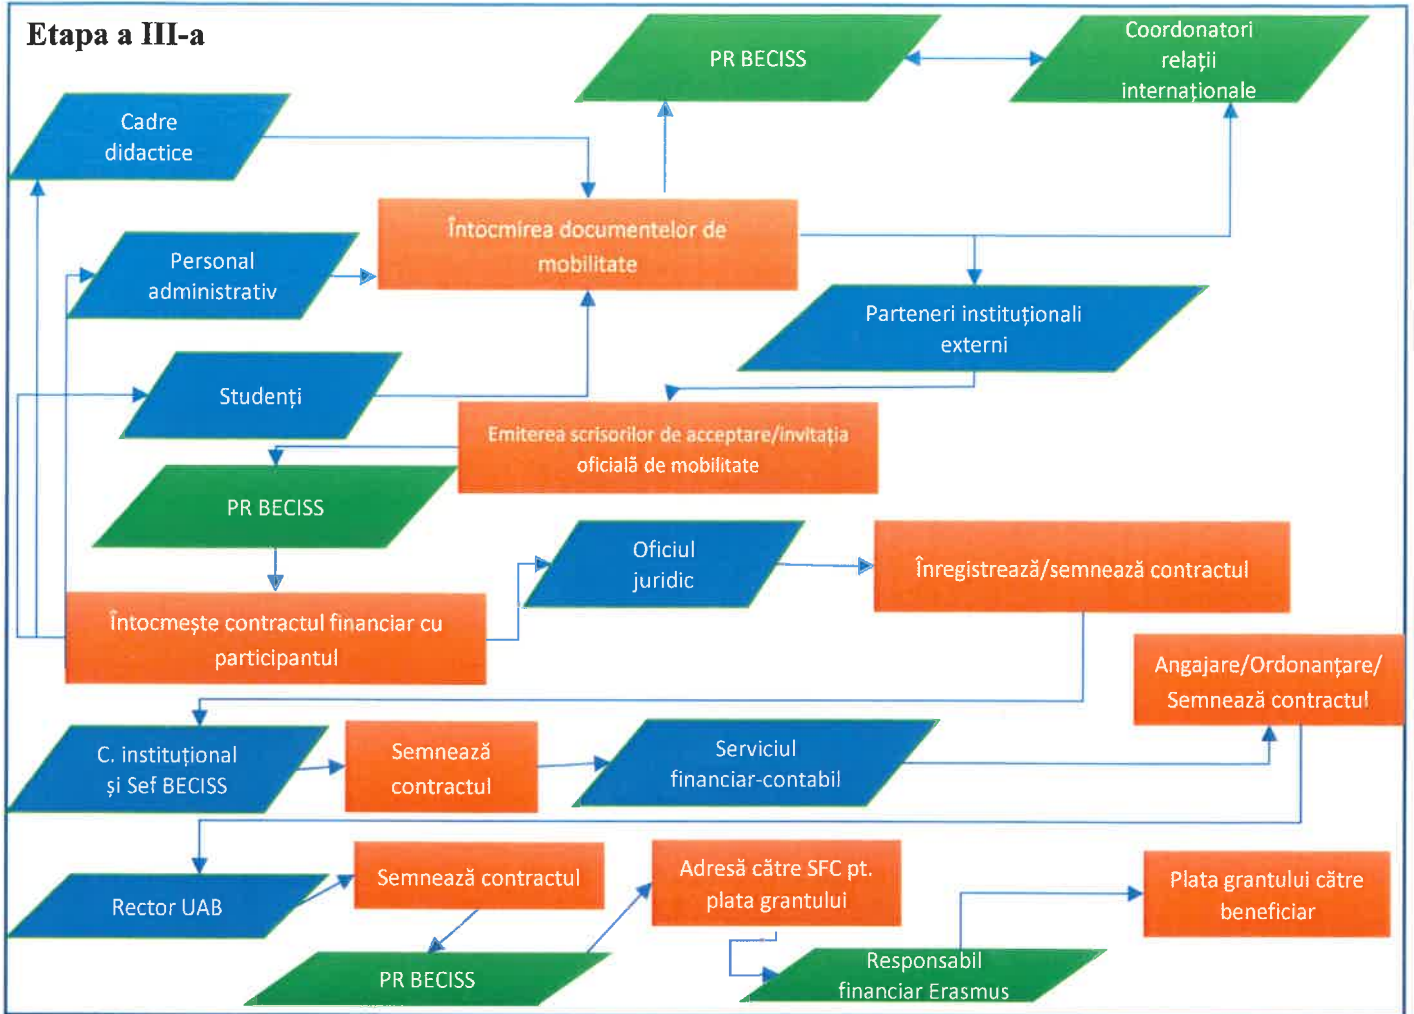 Etapa a III-a
PR BECISS
Coordonatori
relații
internaționale
Cadre
didactice
Întocmirea documentelor de
mobilitate
Personal
administrativ
Parteneri instituționali
externi
Studenți
Emiterea scrisorilor de acceptare/invitația
oficială de mobilitate
PR BECISS
Oficiul
juridic
Înregistrează/semnează contractul
Întocmește contractul financiar cu
participantul
Angajare/Ordonanțare/
Semnează contractul
C. instituțional
și Sef BECISS
Semnează
contractul
Serviciul
financiar-contabil
Rector UAB
Semnează contractul
Adresă către SFC pt.
plata grantului
Plata grantului către
beneficiar
PR BECISS
Responsabil
financiar Erasmus